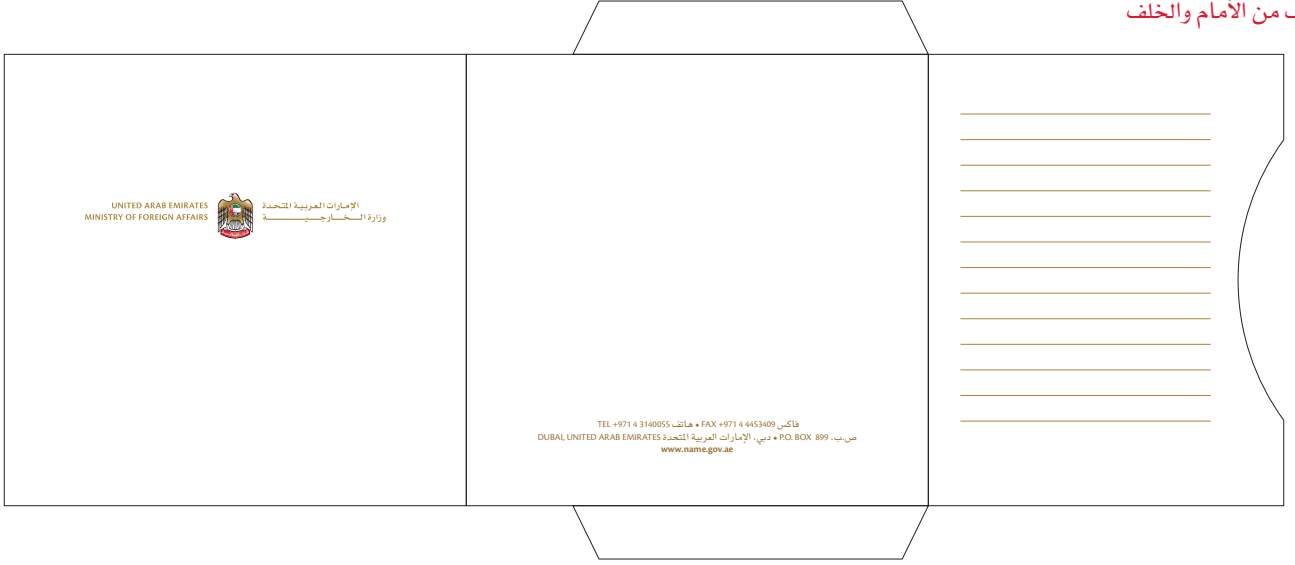 من الأمام والخلف
UNITED ARAB EMIRATES
MINISTRY OF FOREIGN AFFAIRS
الإمارات العربية المتحدة
وزارة الـــخـــارجـــيـــــــة
TEL +971 4 3140055 هاتف • FAX +971 4 4453409 فاكس
DUBAI, UNITED ARAB EMIRATES دبي، الإمارات العربية المتحدة • P.O. BOX 899 ص.ب.
www.name.gov.ae